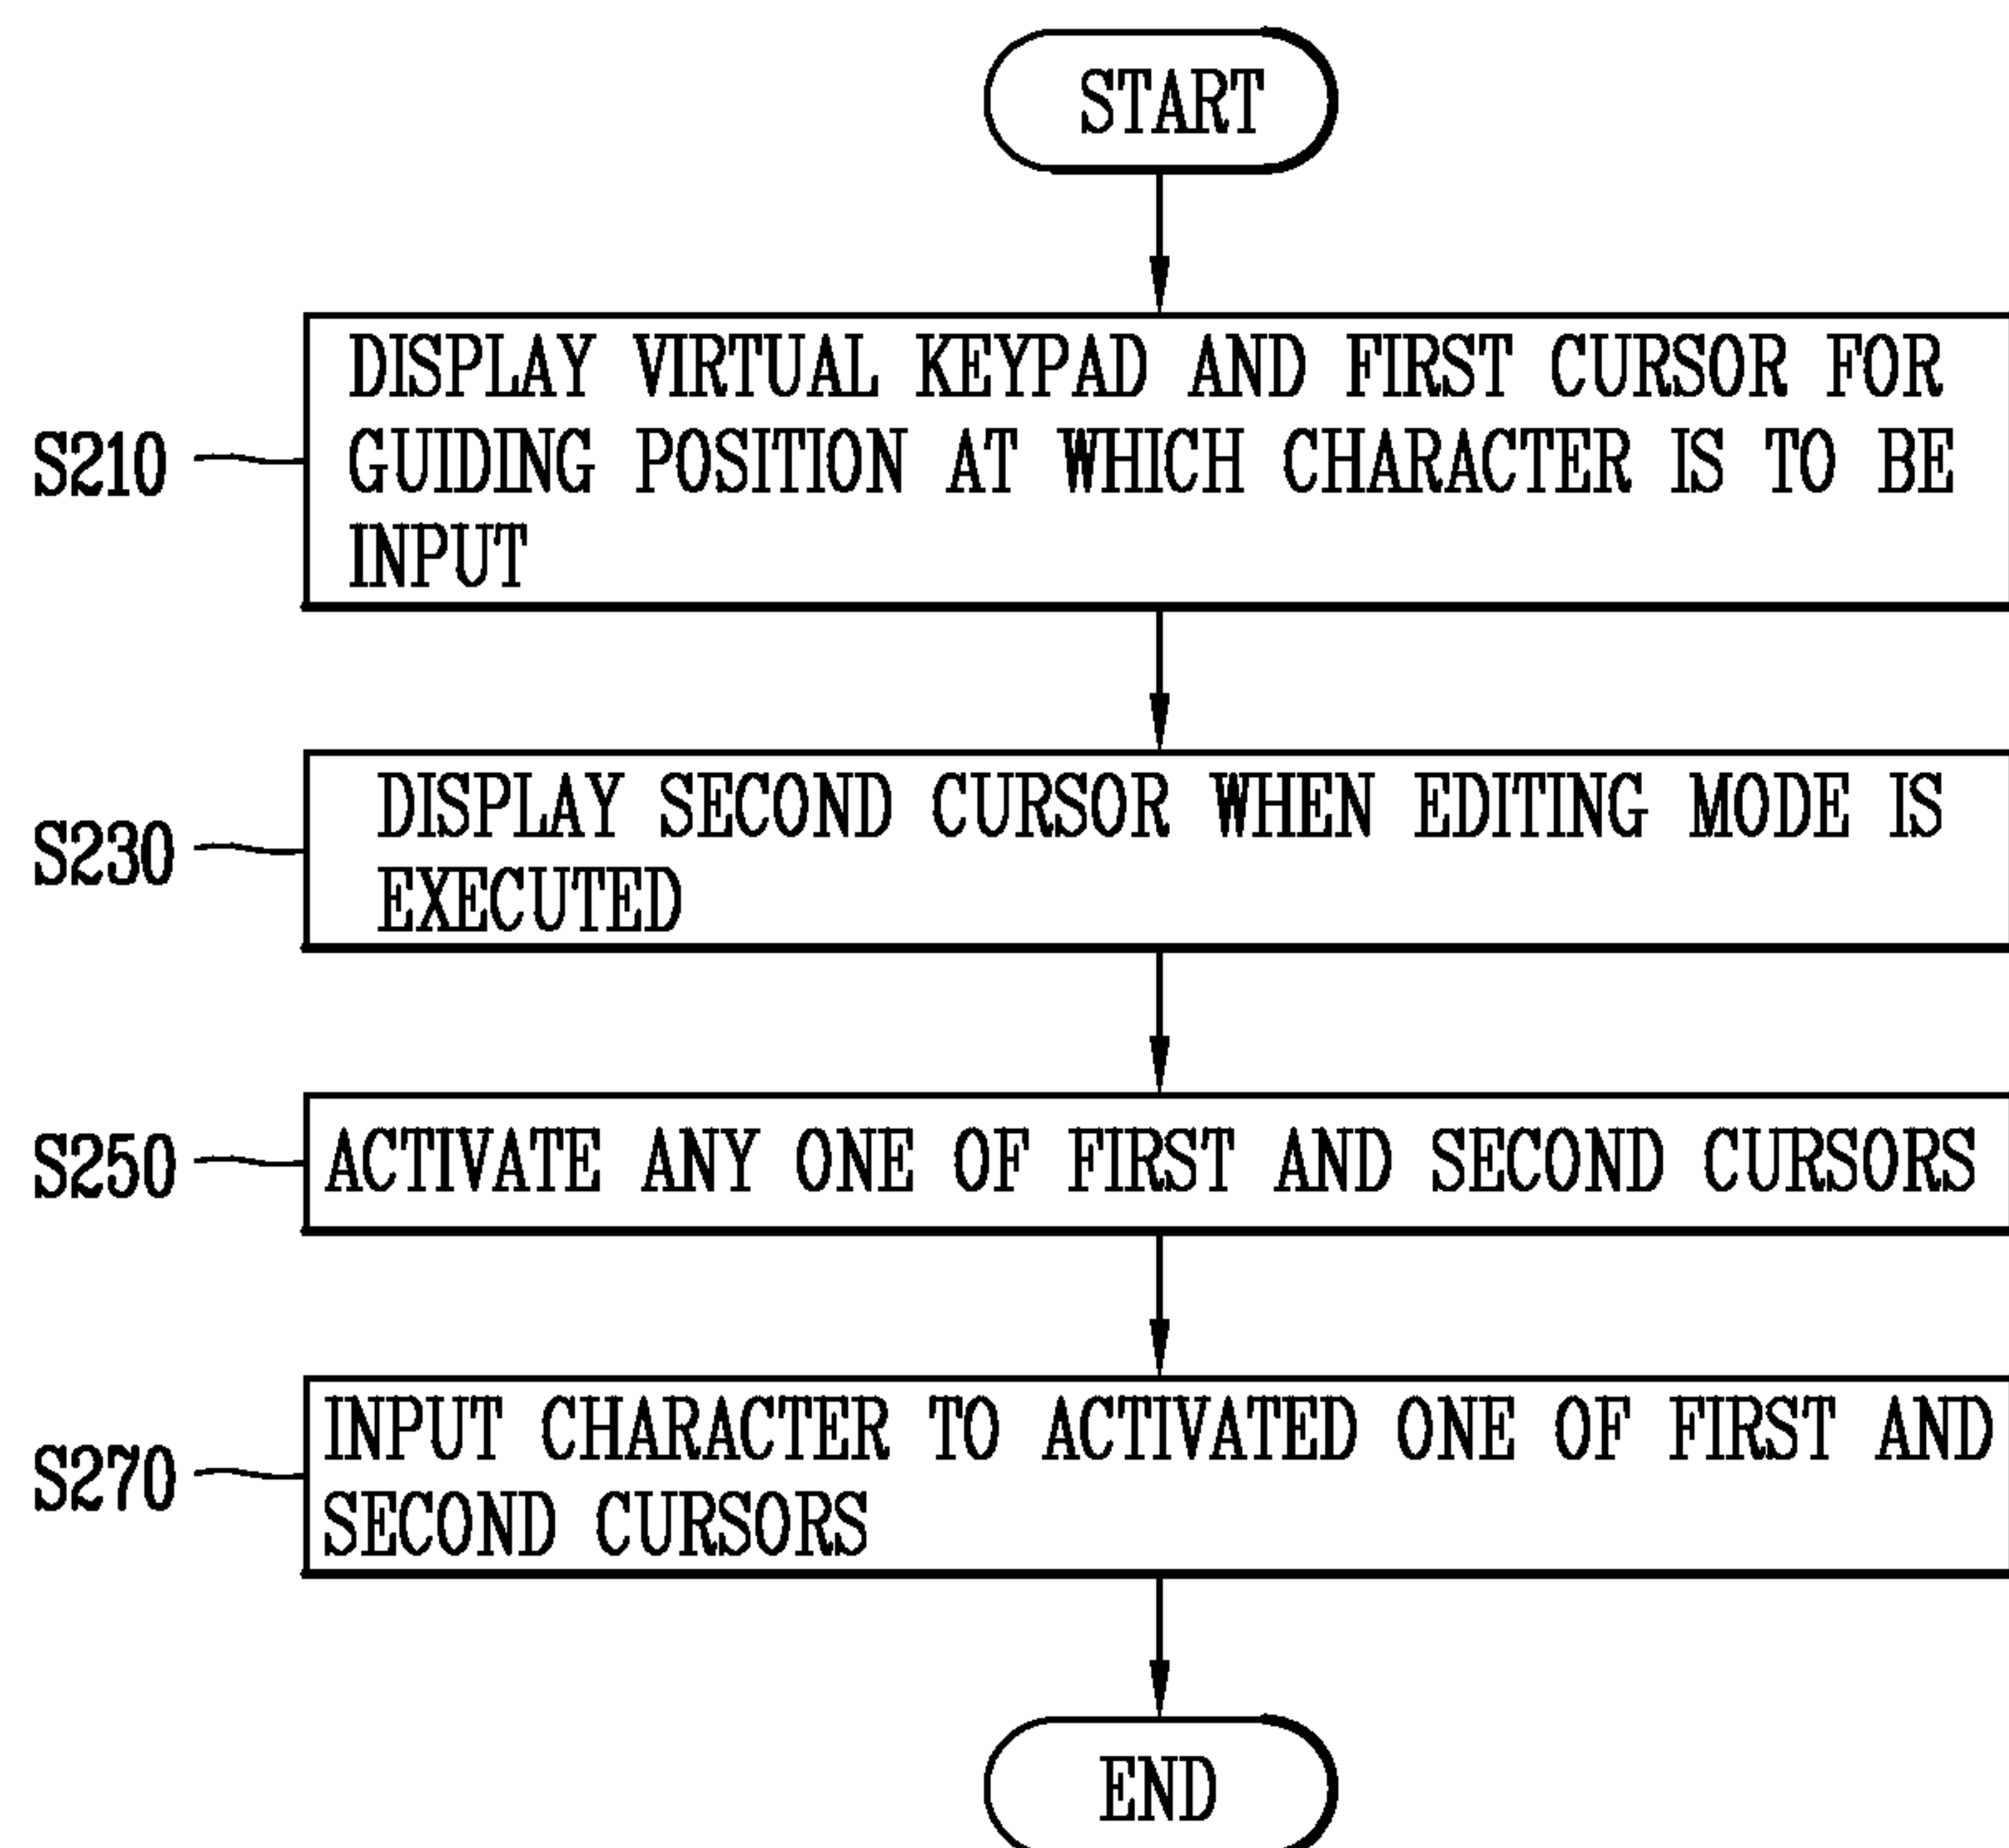 START
DISPLAY VIRTUAL KEYPAD AND FIRST CURSOR FOR
S210 GUIDING POSITION AT WHICH CHARACTER IS TO BE
INPUT
DISPLAY SECOND CURSOR WHEN EDITING MODE IS
S230
EXECUTED
S250 ACTIVATE ANY ONE OF FIRST AND SECOND CURSORS
INPUT CHARACTER TO ACTIVATED ONE OF FIRST AND
S270
SECOND CURSORS
END